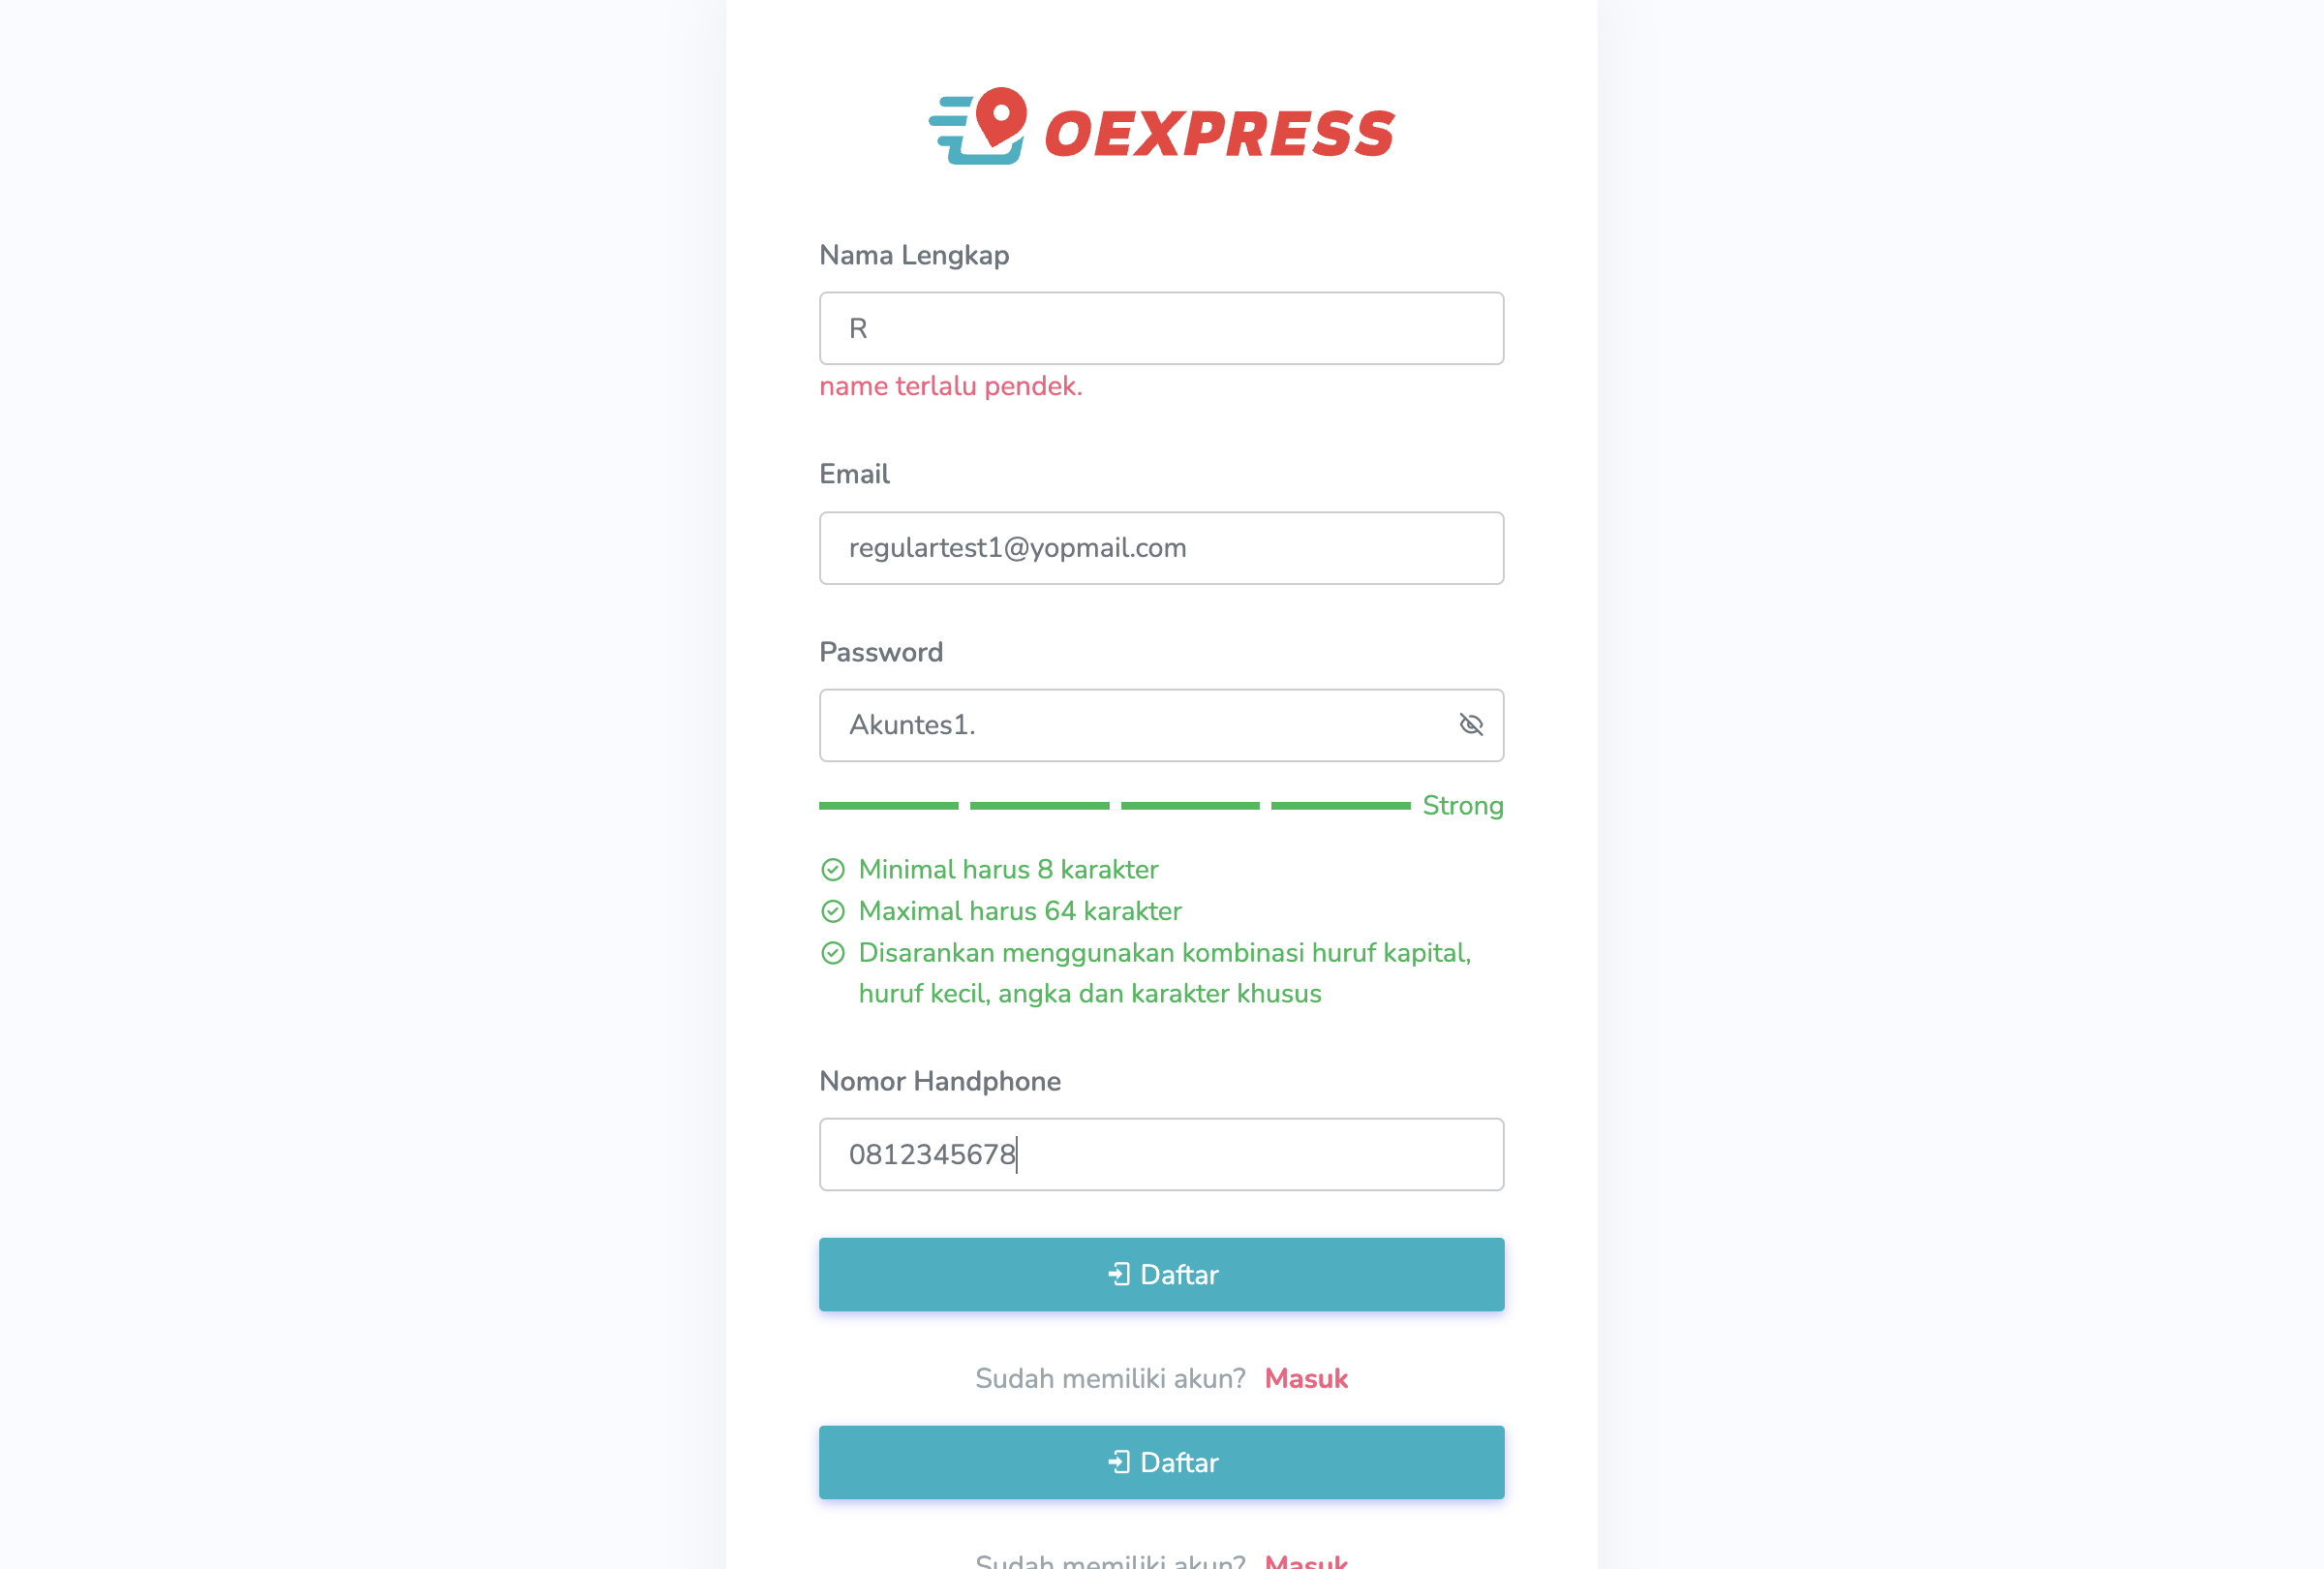 OEXPRESS
Nama Lengkap
R
name terlalu pendek.
Email
regulartest1@yopmail.com
Password
Akuntes1.
Strong
Minimal harus 8 karakter
Maximal harus 64 karakter
Disarankan menggunakan kombinasi huruf kapital,
huruf kecil, angka dan karakter khusus
Nomor Handphone
0812345678
Daftar
Sudah memiliki akun? Masuk
Daftar
Sudah memiliki akun? Masuk